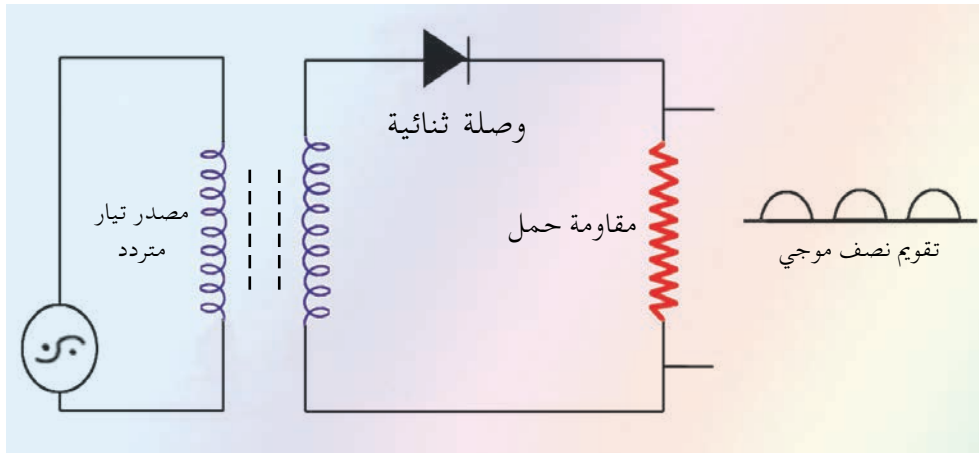 وصلة ثنائية
مصدر تيار
متردد
مقاومة حمل
تقويم نصف موجي